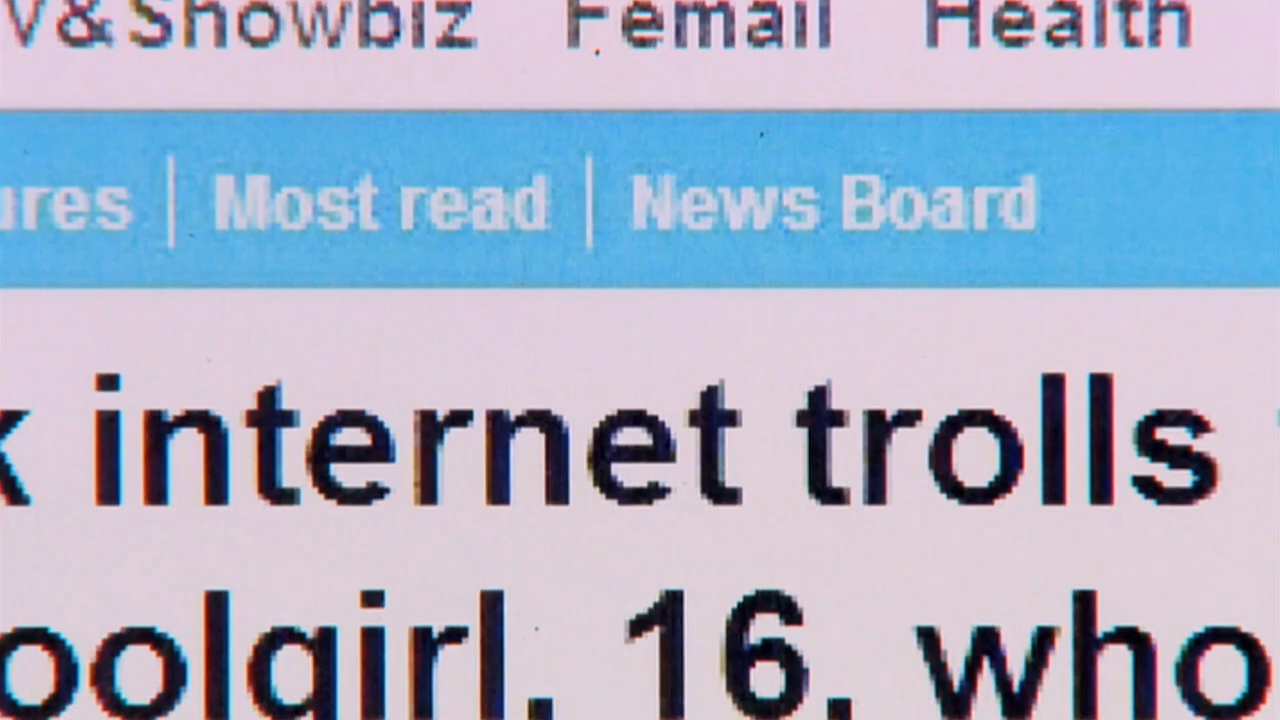 V&Showbiz Femail Health
ures | Most read | News Board
k internet trolls
oolgirl, 16, who